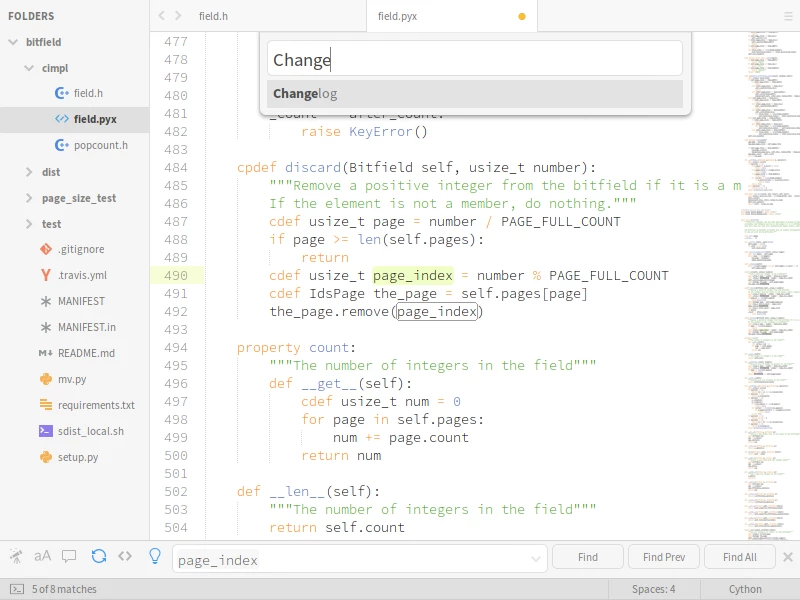 FOLDERS
bitfield
cimpl
field.h
field.pyx
popcount.h
dist
page_size_test
test
.gitignore
.travis.yml
MANIFEST
MANIFEST.in
README.md
mv.py
requirements.txt
sdist_local.sh
setup.py
field.h
field.pyx
Change
Changelog
477
478
479
480
481
482 raise KeyError()
483
484 cpdef discard(Bitfield self, usize_t number):
485 """Remove a positive integer from the bitfield if it is a m
486 If the element is not a member, do nothing."""
487 cdef usize_t page = number / PAGE_FULL_COUNT
488 if page >= len(self.pages):
489 return
490 cdef usize_t page_index = number % PAGE_FULL_COUNT
491 cdef IdsPage the_page = self.pages[page]
492 the_page.remove(page_index)
493
494 property count:
495 """The number of integers in the field"""
496 def __get__(self):
497 cdef usize_t num = 0
498 for page in self.pages:
499 num += page.count
500 return num
501
502 def __len__(self):
503 """The number of integers in the field"""
504 return self.count
aA
page_index
Find
Find Prev
Find All
5 of 8 matches
Spaces: 4
Cython